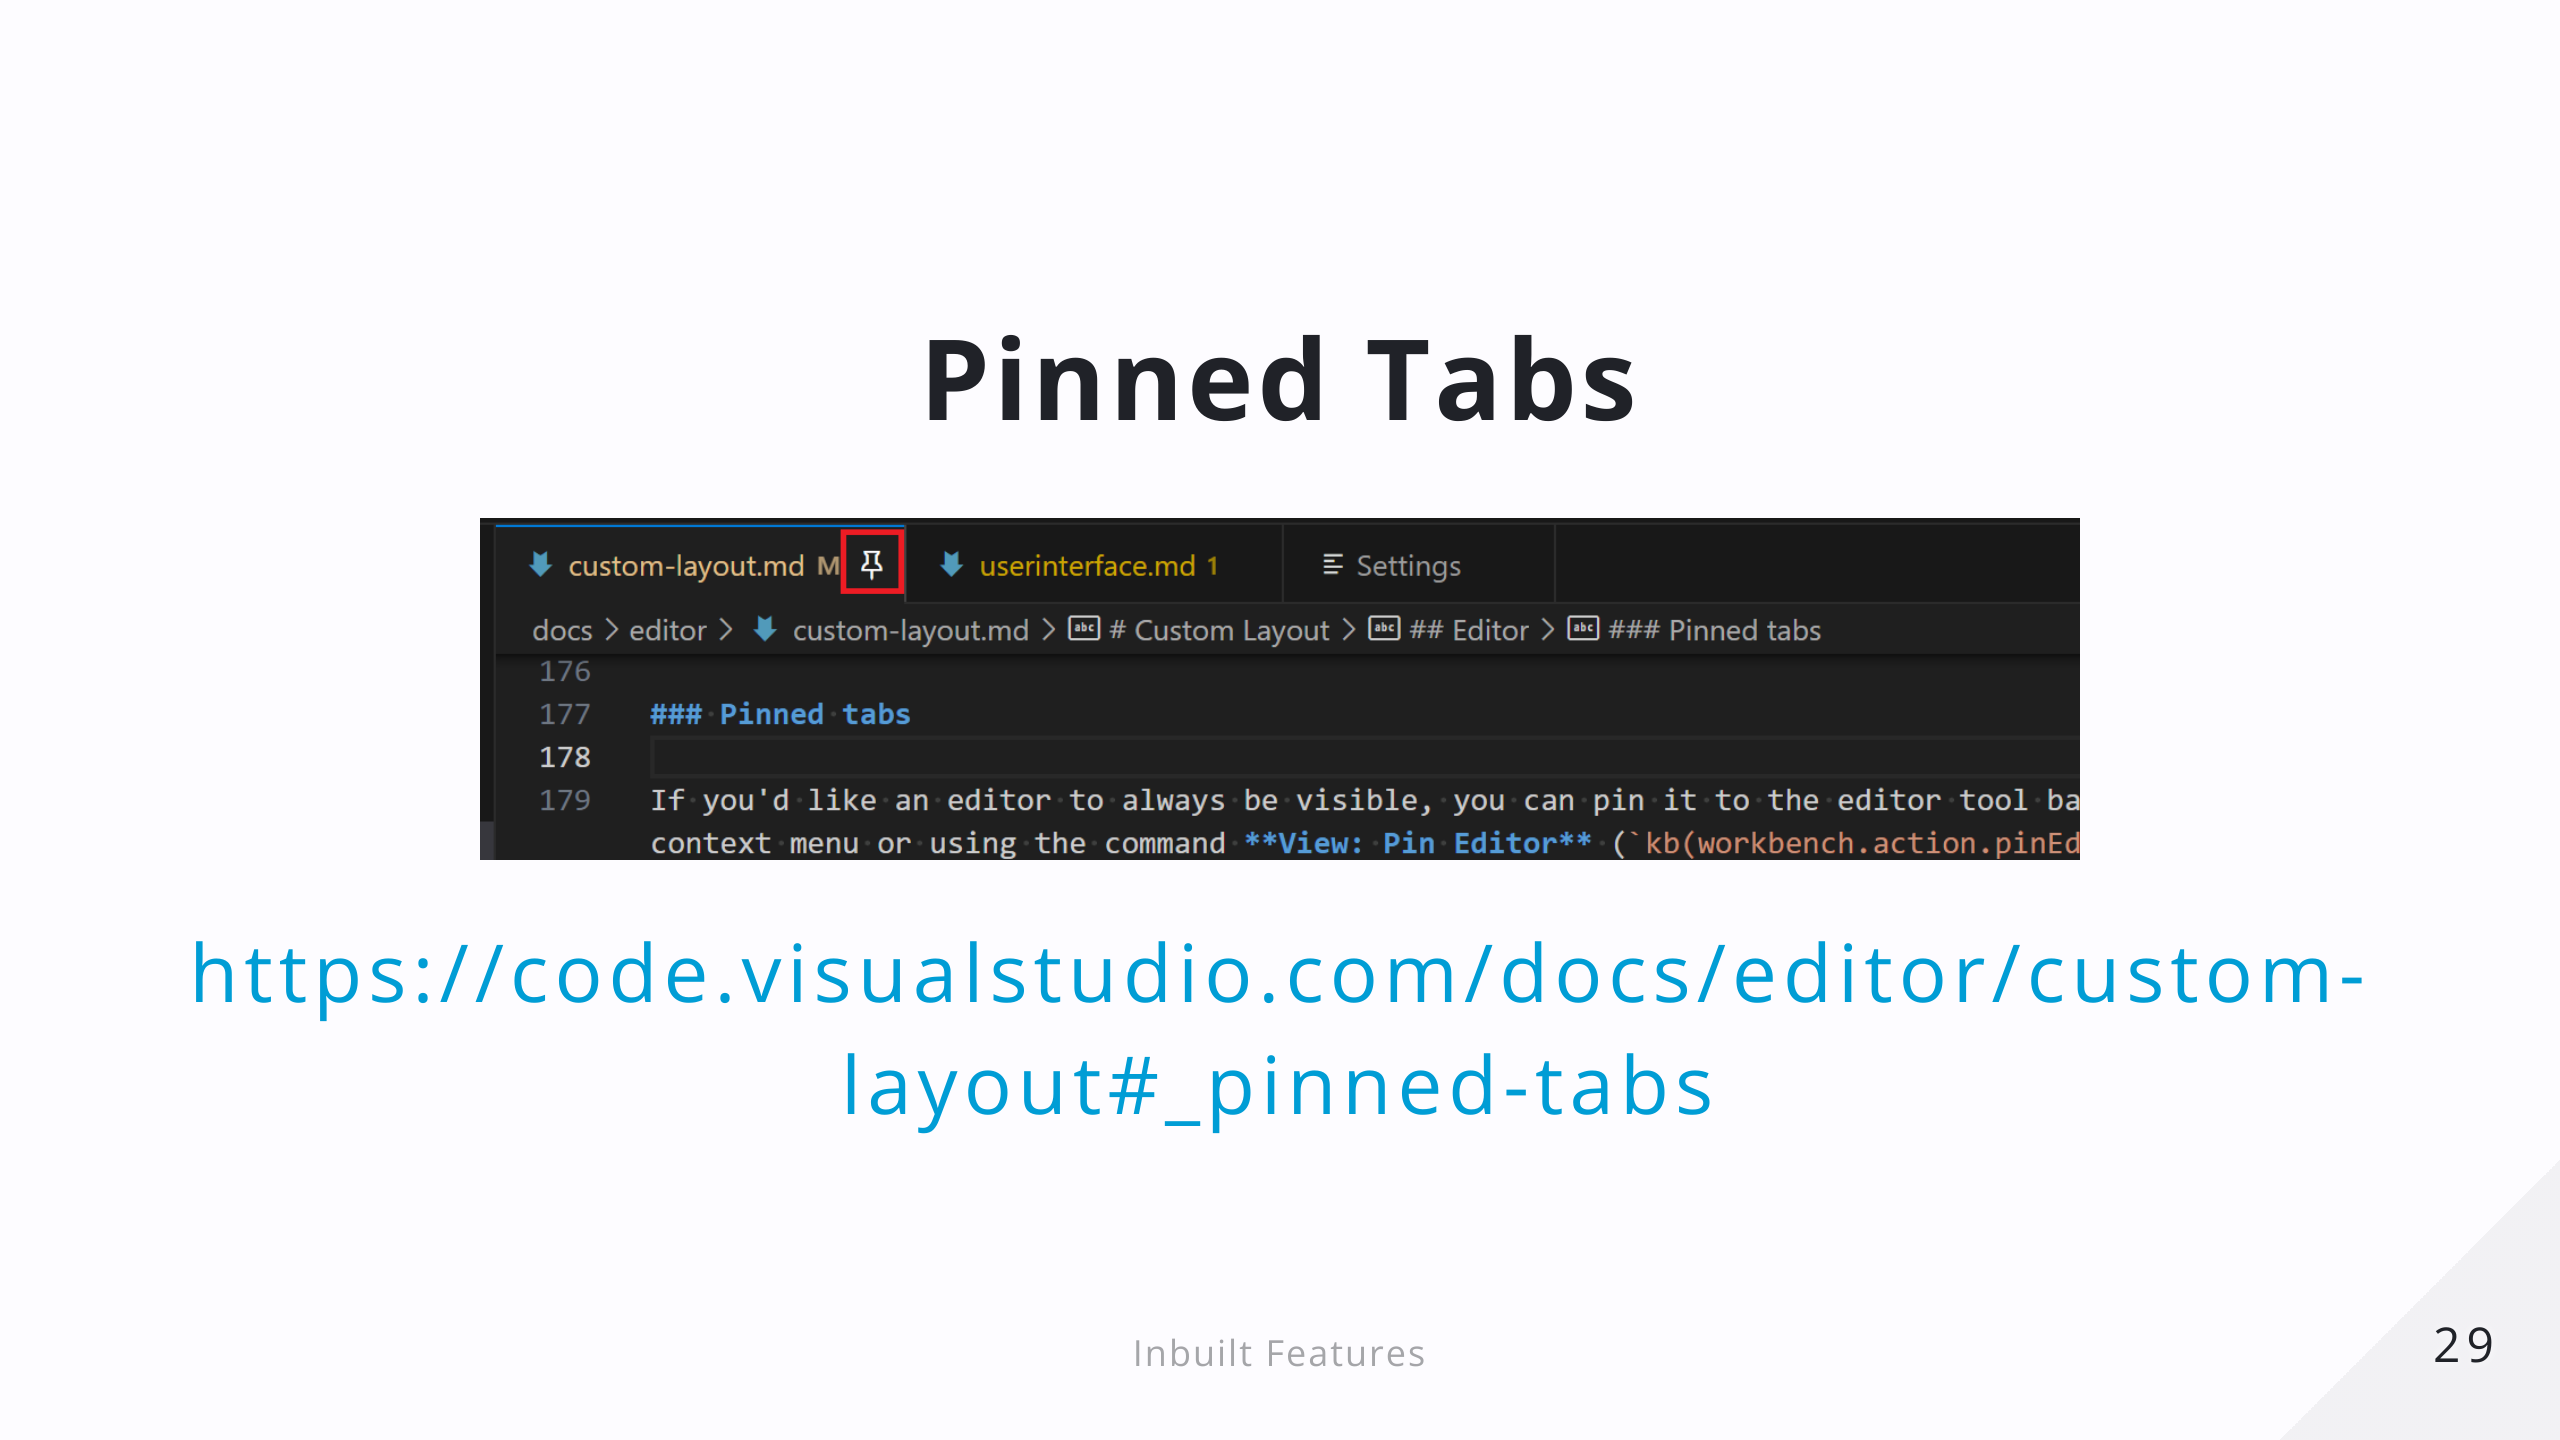 Pinned Tabs
custom-layout.md M userinterface.md 1 Settings
docs > editor > custom-layout.md > abc # Custom Layout > abc ## Editor > abc ### Pinned tabs
176
177 ### Pinned tabs
178
179 If you'd like an editor to always be visible, you can pin it to the editor tool ba
context menu or using the command **View: Pin Editor** (`kb(workbench.action.pinEd
https://code.visualstudio.com/docs/editor/custom-
layout#_pinned-tabs
Inbuilt Features
29